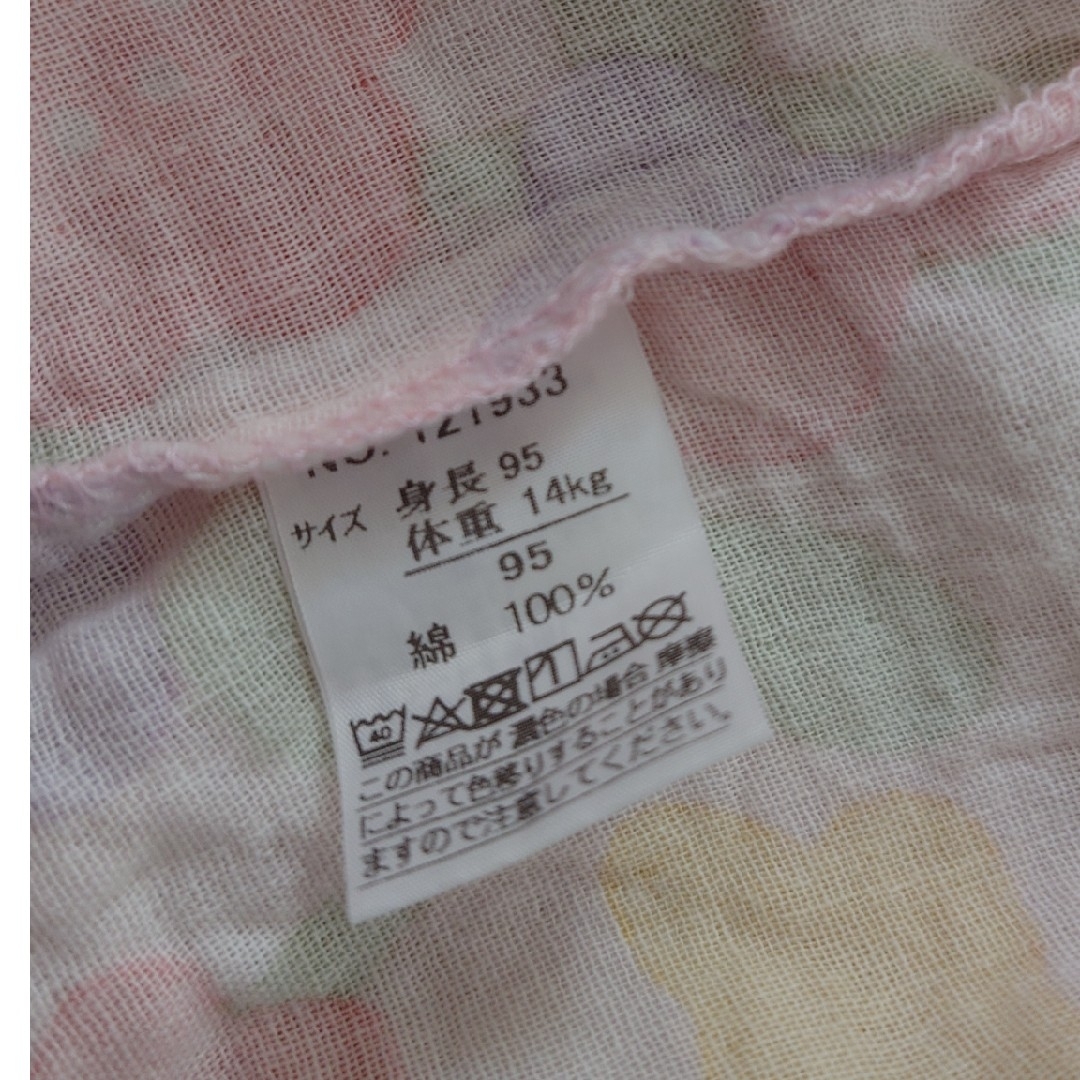 NO. 121933
サイズ 身長 95
体重 14kg
95
綿 100%
40
この商品が 濃色の場合 摩擦
によって色移りすることがあり
ますので注意してください。